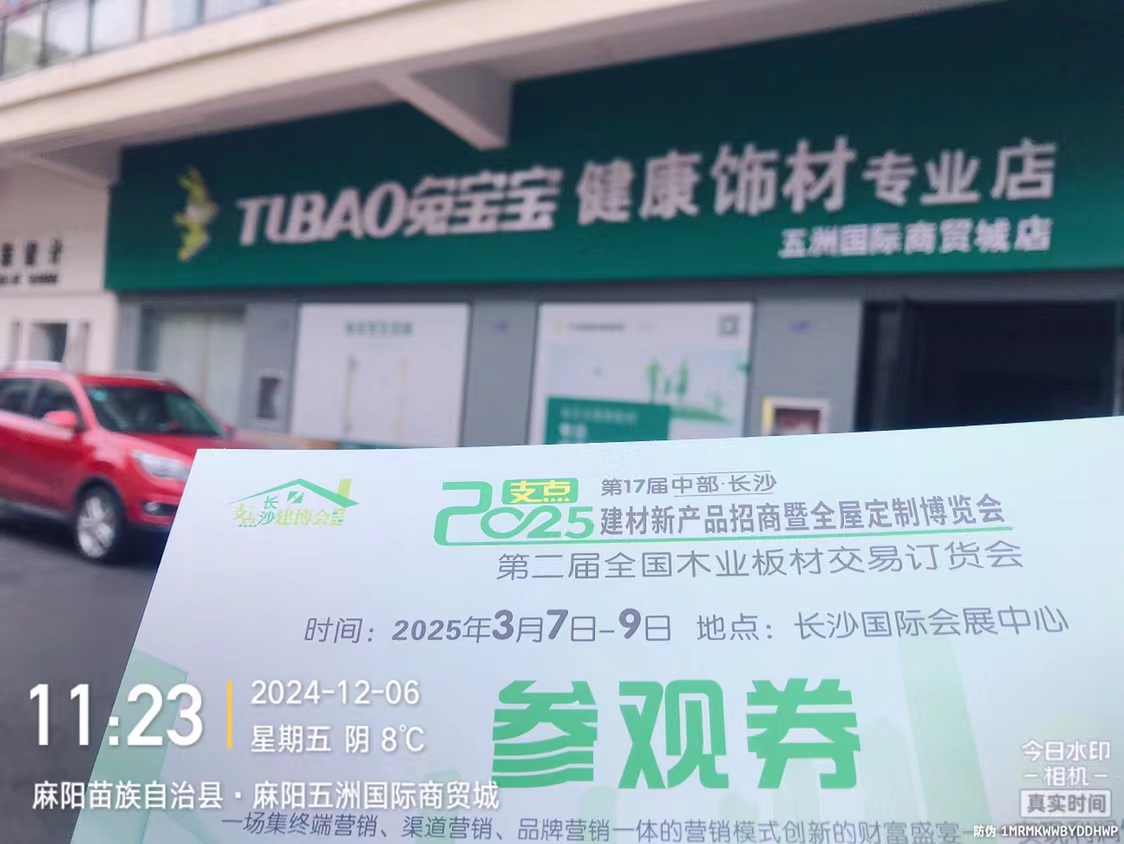 TUBAO兔宝宝 健康饰材专业店
五洲国际商贸城店
长沙
支点
建博会
支点
2025
第17届中部·长沙
建材新产品招商暨全屋定制博览会
第二届全国木业板材交易订货会
时间：2025年3月7日-9日 地点：长沙国际会展中心
参观券
一场集终端营销、渠道营销、品牌营销一体的营销模式创新的财富盛宴
11:23
2024-12-06
星期五 阴 8℃
麻阳苗族自治县·麻阳五洲国际商贸城
今日水印
-相机-
真实时间
防伪 1MRMKWWBYDDHWP